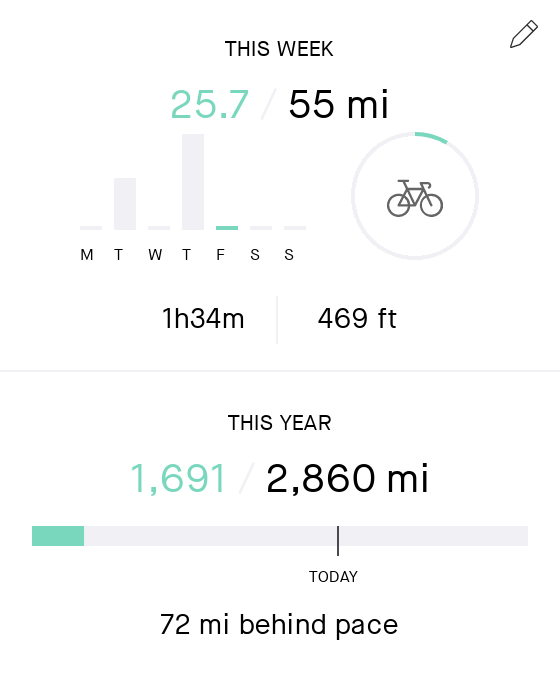 THIS WEEK
25.7 / 55 mi
M T W T F S S
1h34m 469 ft
THIS YEAR
1,691 / 2,860 mi
TODAY
72 mi behind pace